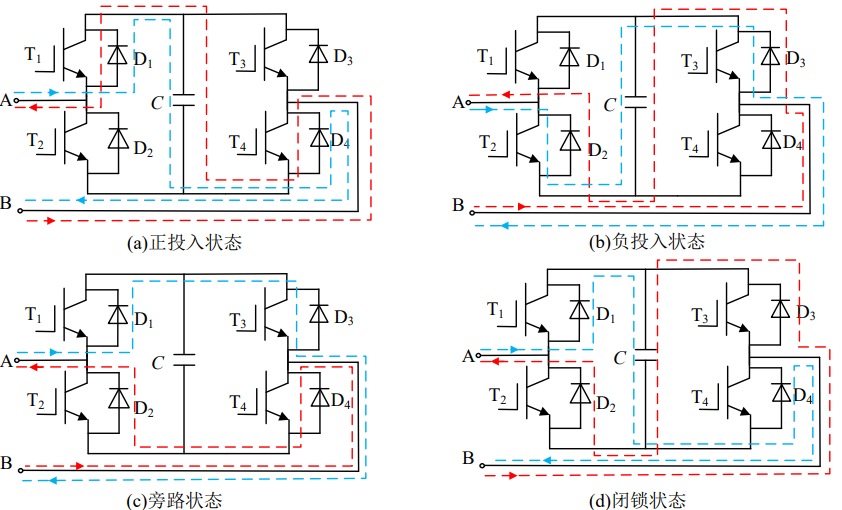 T1 D1 T3 D3
A C
T2 D2 T4 D4
B
(a)正投入状态
T1 D1 T3 D3
A C
T2 D2 T4 D4
B
(b)负投入状态
T1 D1 T3 D3
A C
T2 D2 T4 D4
B
(c)旁路状态
T1 D1 T3 D3
A C
T2 D2 T4 D4
B
(d)闭锁状态